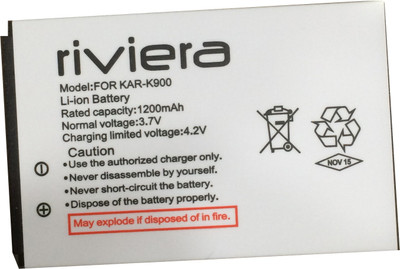 riviera
Model:FOR KAR-K900
Li-ion Battery
Rated capacity:1200mAh
Normal voltage:3.7V
Charging limited voltage:4.2V
•Use the authorized charger only.
•Never disassemble by yourself.
•Never short-circuit the battery.
•Dispose of the battery properly.
May explode if disposed of in fire.
NOV 15